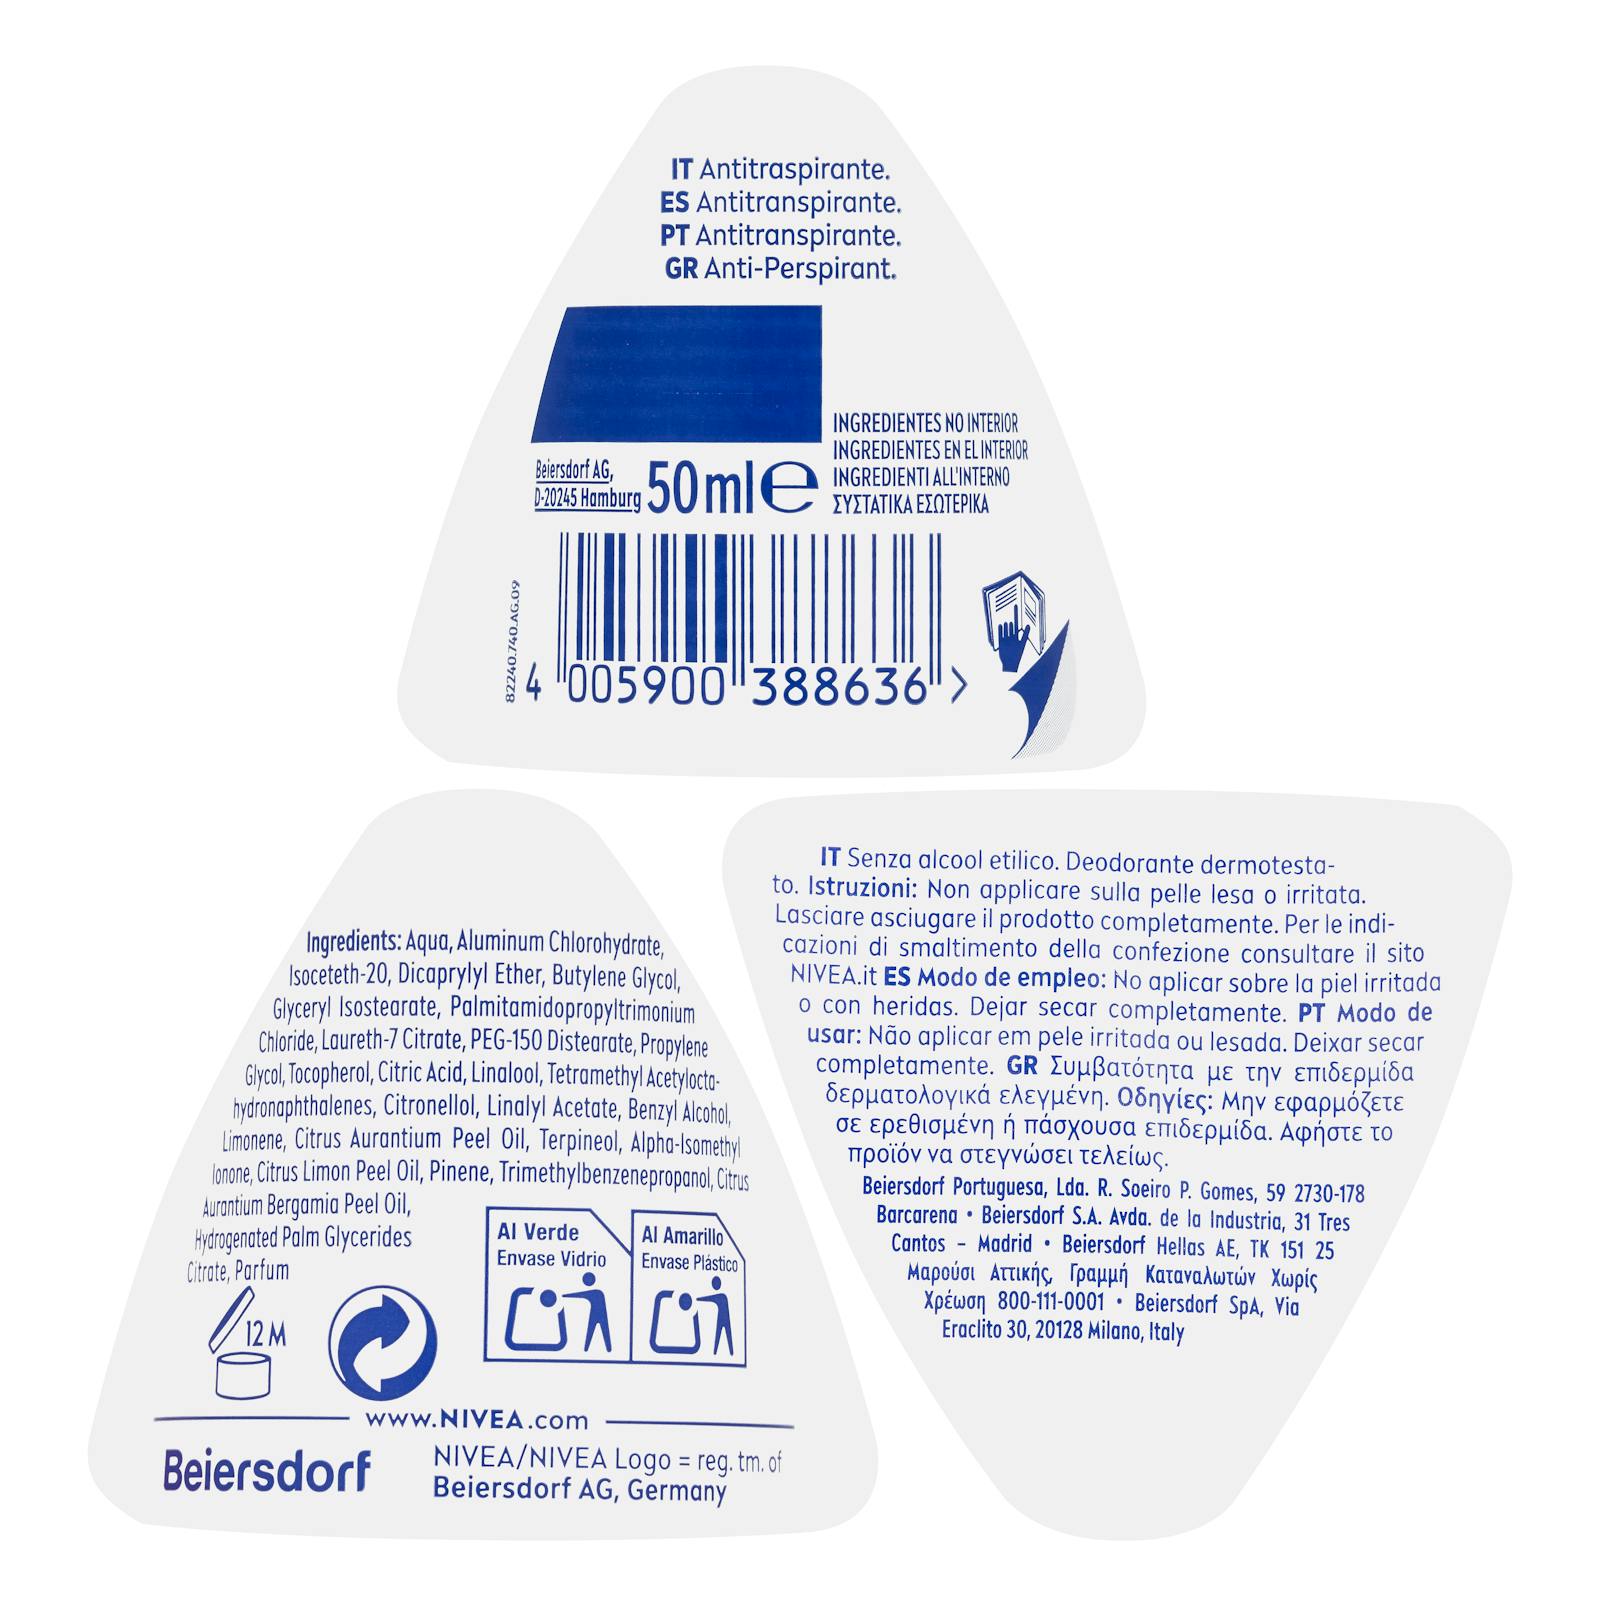 IT Antitraspirante.
ES Antitranspirante.
PT Antitranspirante.
GR Anti-Perspirant.
INGREDIENTES NO INTERIOR
INGREDIENTES EN EL INTERIOR
INGREDIENTI ALL'INTERNO
ΣΥΣΤΑΤΙΚΑ ΕΣΩΤΕΡΙΚΑ
Beiersdorf AG,
D-20245 Hamburg
50 ml e
82240.740.AG.09
4 005900 388636 >
Ingredients: Aqua, Aluminum Chlorohydrate,
Isoceteth-20, Dicaprylyl Ether, Butylene Glycol,
Glyceryl Isostearate, Palmitamidopropyltrimonium
Chloride, Laureth-7 Citrate, PEG-150 Distearate, Propylene
Glycol, Tocopherol, Citric Acid, Linalool, Tetramethyl Acetylocta-
hydronaphthalenes, Citronellol, Linalyl Acetate, Benzyl Alcohol,
Limonene, Citrus Aurantium Peel Oil, Terpineol, Alpha-Isomethyl
Ionone, Citrus Limon Peel Oil, Pinene, Trimethylbenzenepropanol, Citrus
Aurantium Bergamia Peel Oil,
Hydrogenated Palm Glycerides
Citrate, Parfum
Al Verde
Envase Vidrio
Al Amarillo
Envase Plástico
12 M
www.NIVEA.com
Beiersdorf
NIVEA/NIVEA Logo = reg. tm. of
Beiersdorf AG, Germany
IT Senza alcool etilico. Deodorante dermotesta-
to. Istruzioni: Non applicare sulla pelle lesa o irritata.
Lasciare asciugare il prodotto completamente. Per le indi-
cazioni di smaltimento della confezione consultare il sito
NIVEA.it ES Modo de empleo: No aplicar sobre la piel irritada
o con heridas. Dejar secar completamente. PT Modo de
usar: Não aplicar em pele irritada ou lesada. Deixar secar
completamente. GR Συμβατότητα με την επιδερμίδα
δερματολογικά ελεγμένη. Οδηγίες: Μην εφαρμόζετε
σε ερεθισμένη ή πάσχουσα επιδερμίδα. Αφήστε το
προϊόν να στεγνώσει τελείως.
Beiersdorf Portuguesa, Lda. R. Soeiro P. Gomes, 59 2730-178
Barcarena • Beiersdorf S.A. Avda. de la Industria, 31 Tres
Cantos – Madrid • Beiersdorf Hellas AE, TK 151 25
Μαρούσι Αττικής, Γραμμή Καταναλωτών Χωρίς
Χρέωση 800-111-0001 • Beiersdorf SpA, Via
Eraclito 30, 20128 Milano, Italy